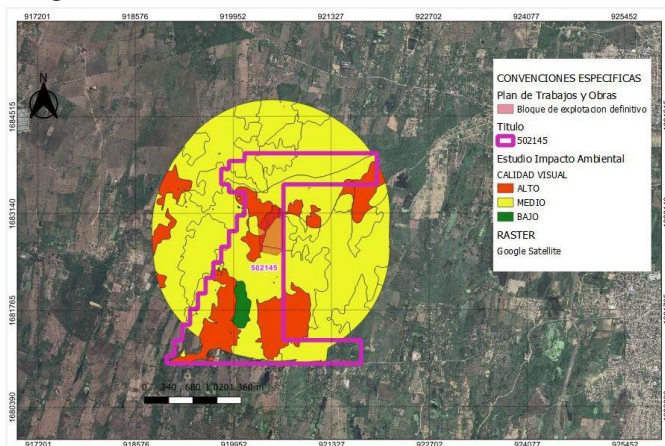 917201 918576 919952 921327 922702 924077 925452
1684515
1683140
1681765
1680390
N
502145
0 340 680 1.0201.360 m
CONVENCIONES ESPECIFICAS
Plan de Trabajos y Obras
Bloque de explotacion definitivo
Titulo
502145
Estudio Impacto Ambiental
CALIDAD VISUAL
ALTO
MEDIO
BAJO
RASTER
Google Satellite
917201 918576 919952 921327 922702 924077 925452